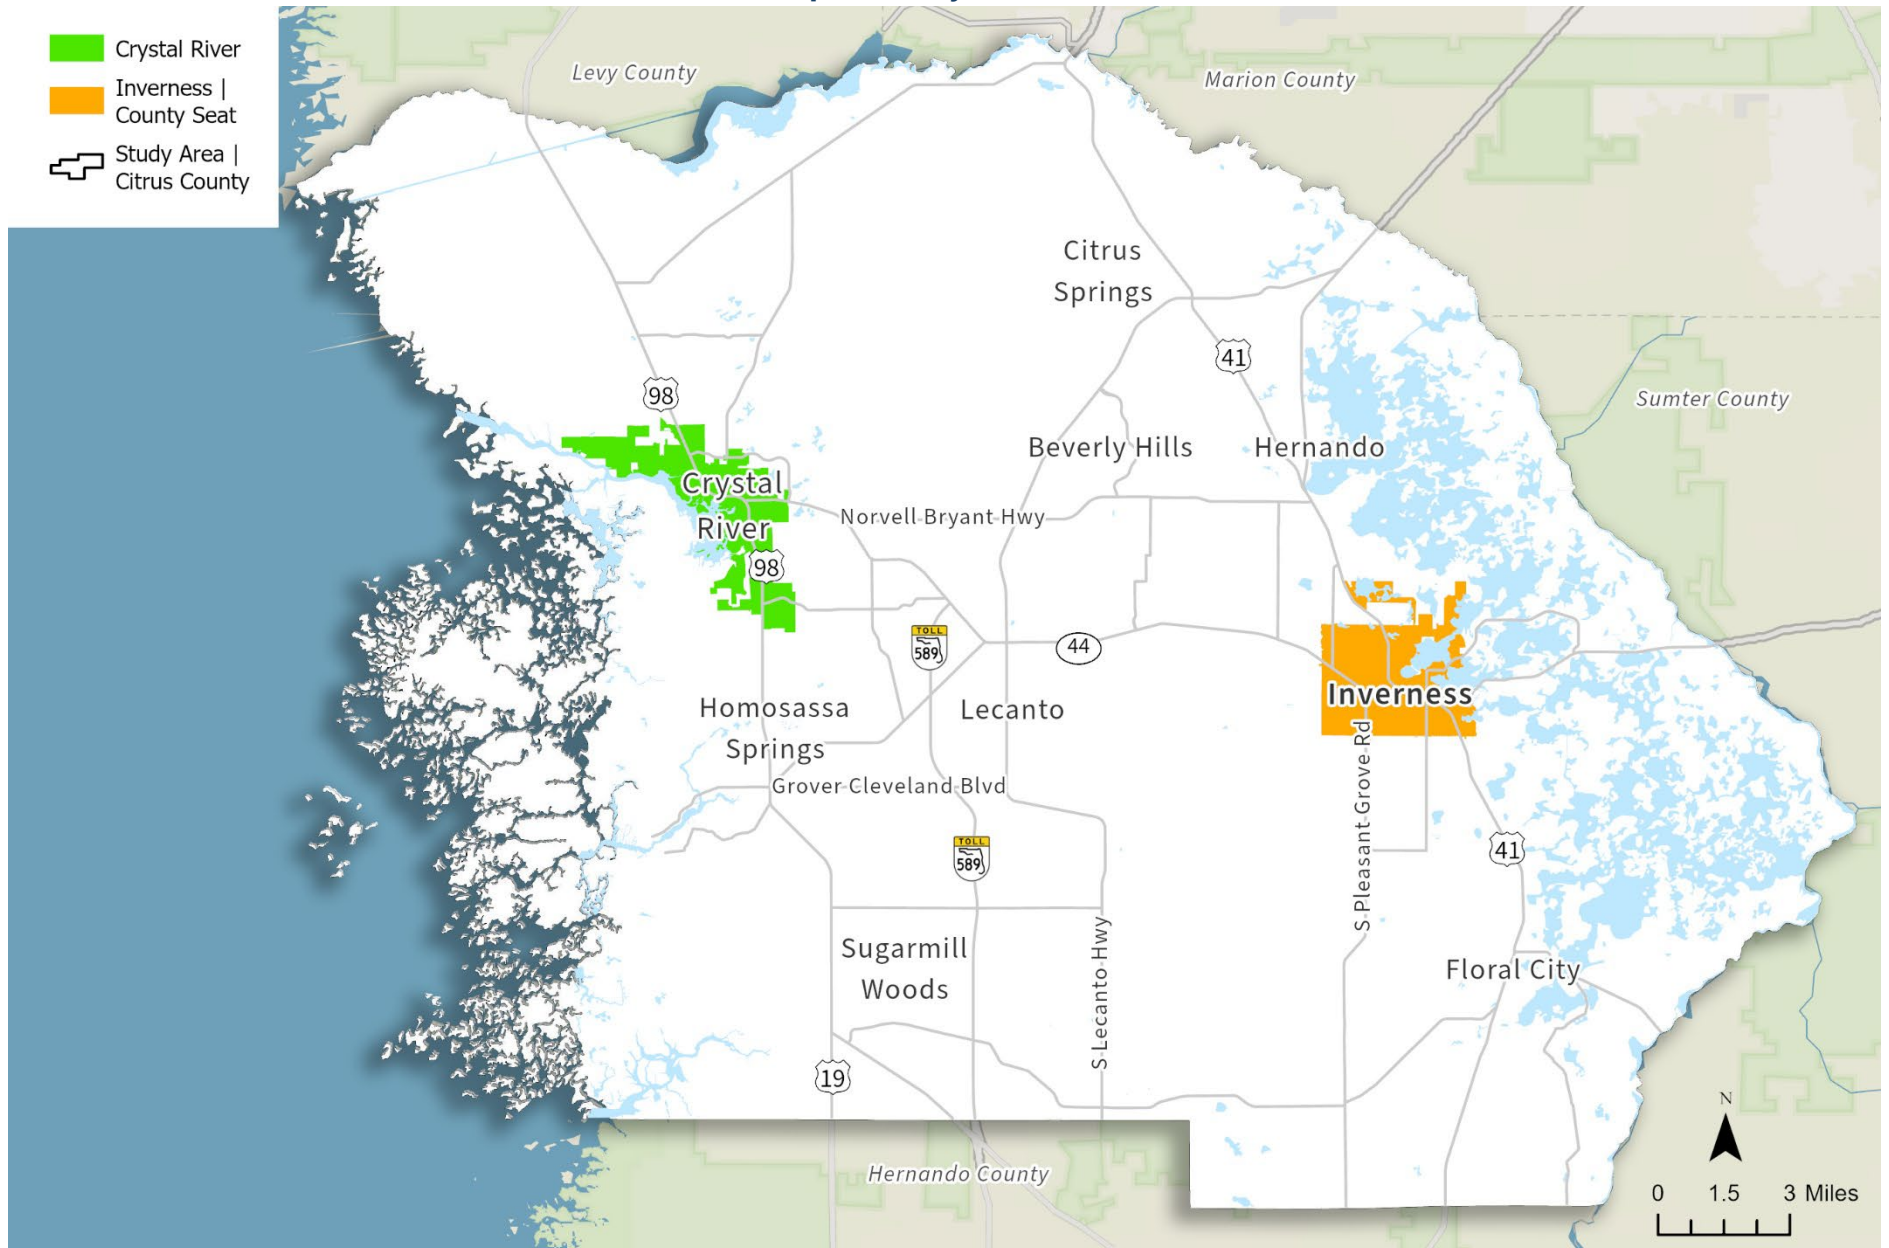 Crystal River
Inverness |
County Seat
Study Area |
Citrus County
Levy County
Marion County
Citrus
Springs
41
98
Sumter County
Beverly Hills
Hernando
Crystal
River
Norvell Bryant Hwy
98
TOLL
589
44
Inverness
Homosassa
Springs
Lecanto
Grover Cleveland Blvd
S Pleasant Grove Rd
TOLL
589
41
Sugarmill
Woods
S Lecanto Hwy
Floral City
19
Hernando County
N
0 1.5 3 Miles